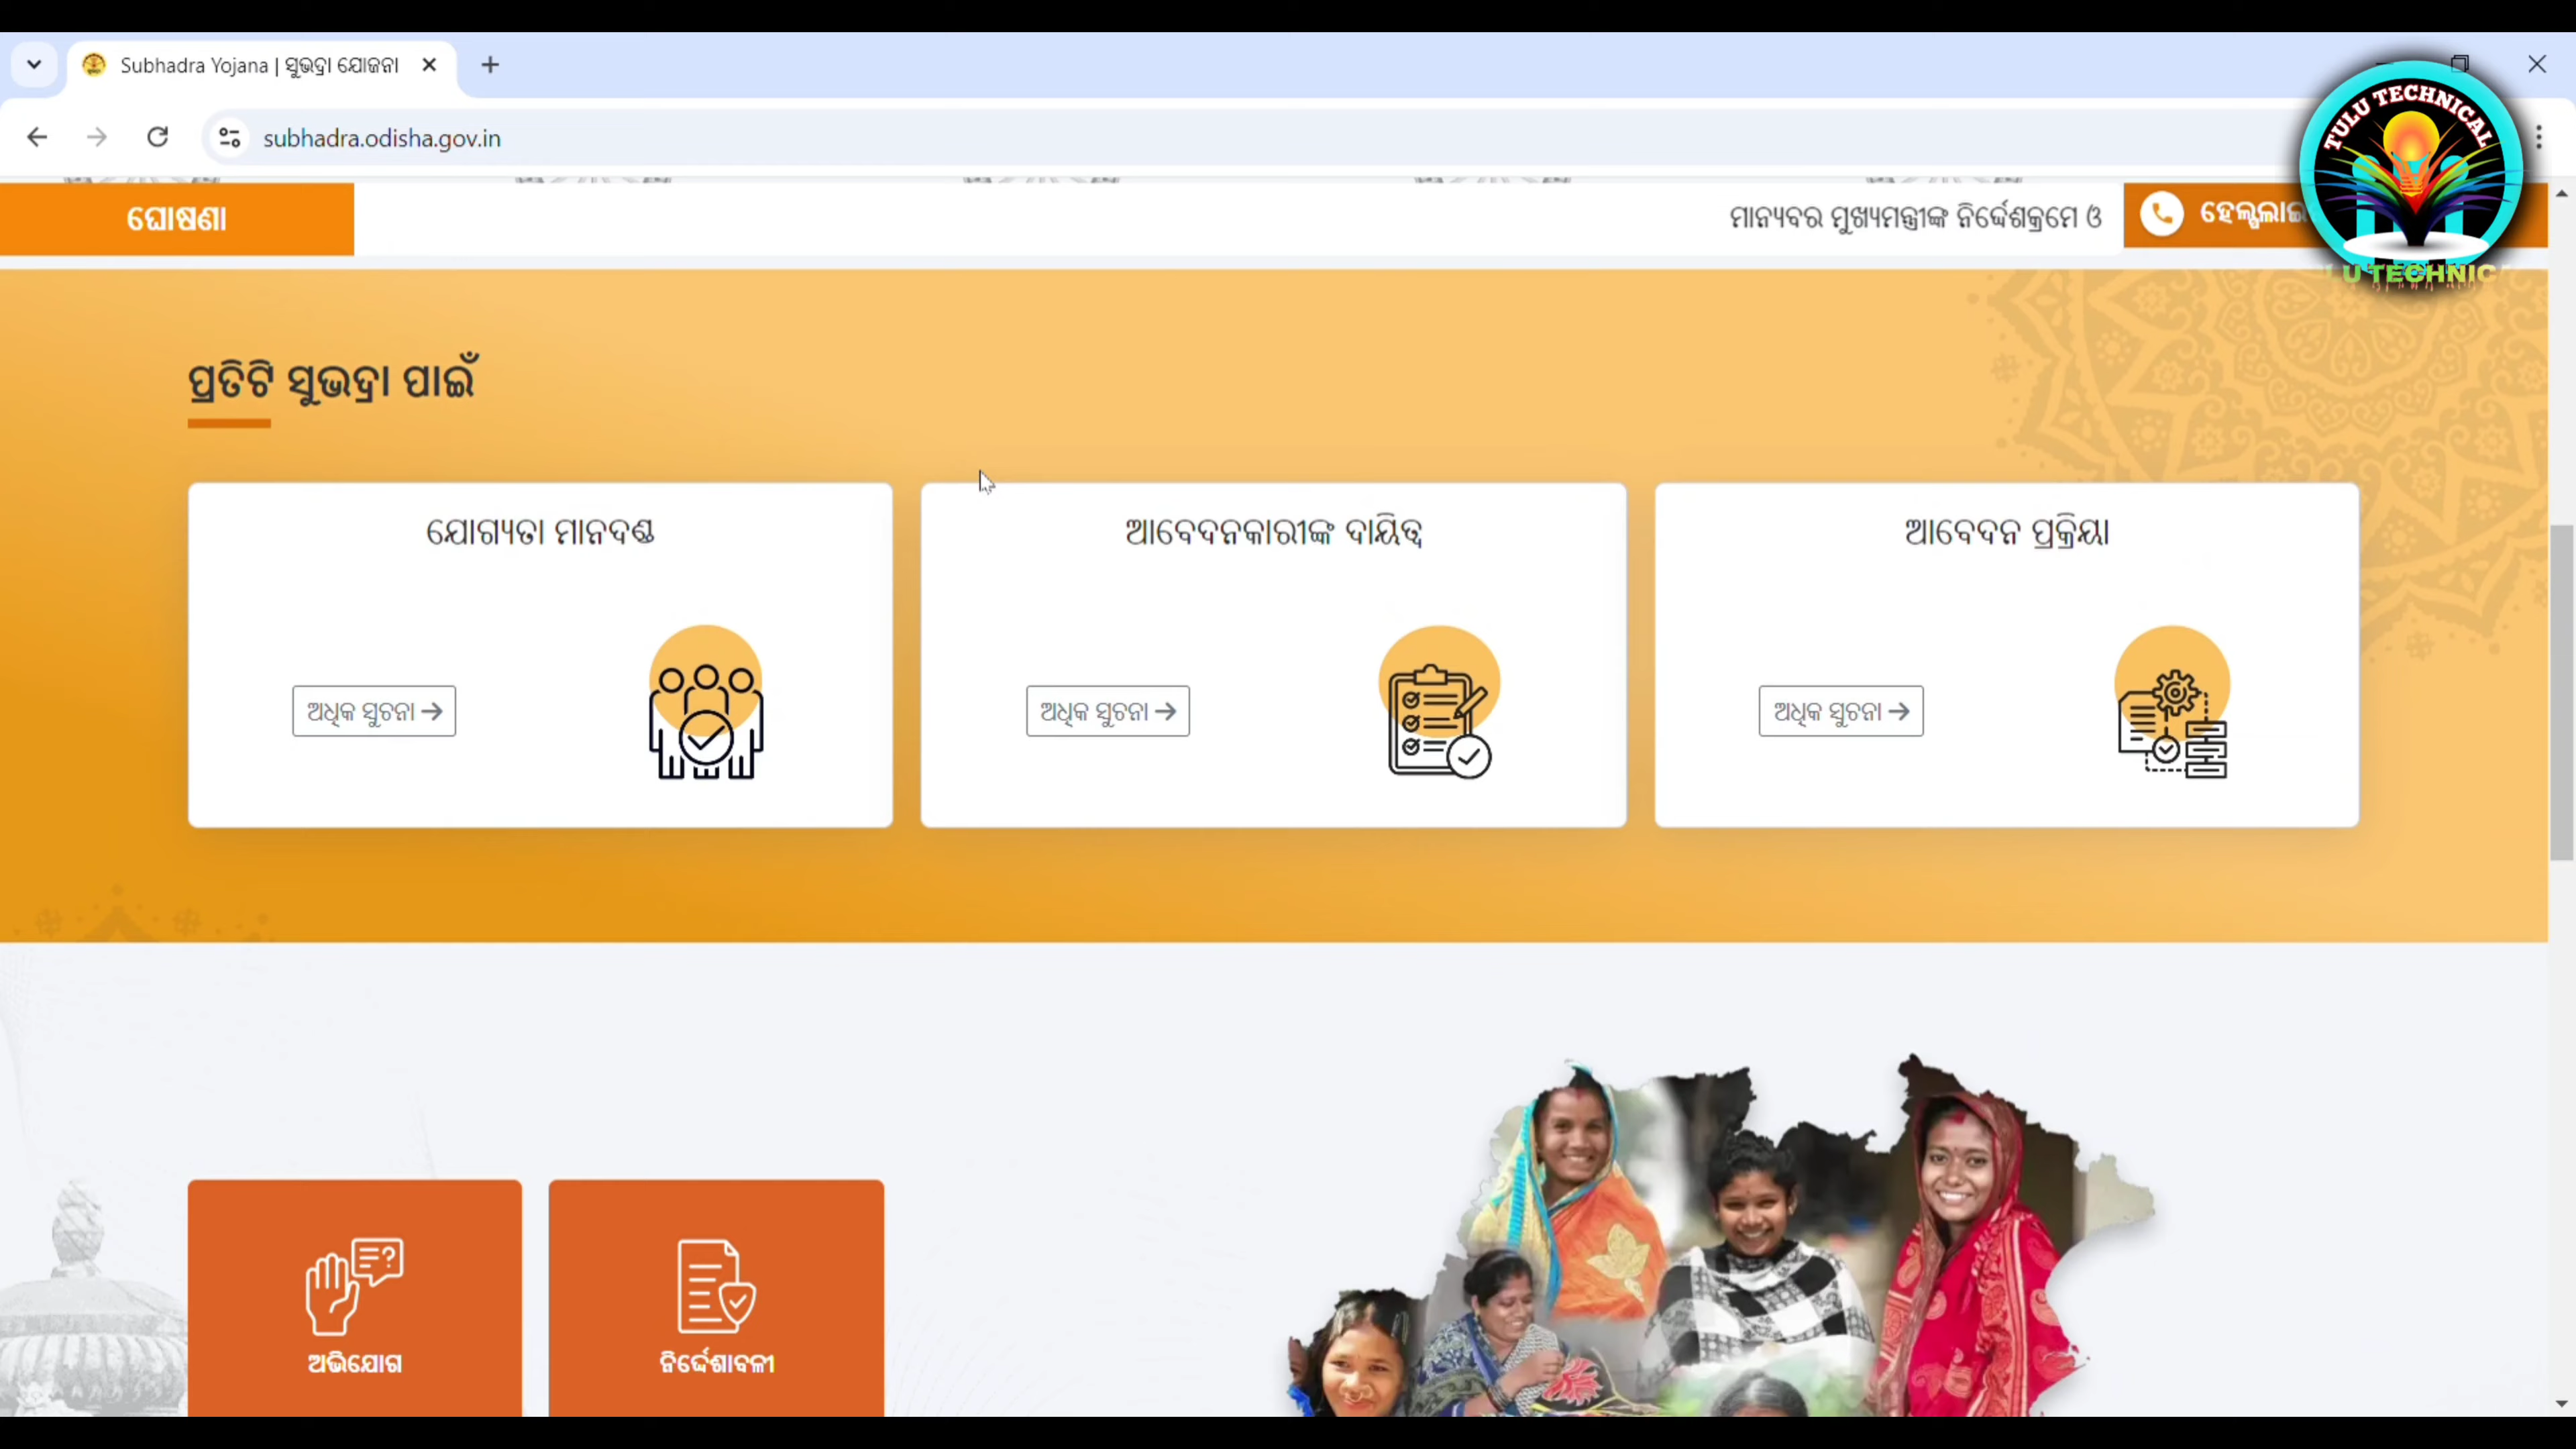 Subhadra Yojana | ସୁଭଦ୍ରା ଯୋଜନା
subhadra.odisha.gov.in
TULU TECHNICAL
ଘୋଷଣା
ମାନ୍ୟବର ମୁଖ୍ୟମନ୍ତ୍ରୀଙ୍କ ନିର୍ଦ୍ଦେଶକ୍ରମେ ଓ
ପ୍ରତିଟି ସୁଭଦ୍ରା ପାଇଁ
ଯୋଗ୍ୟତା ମାନଦଣ୍ଡ
ଆବେଦନକାରୀଙ୍କ ଦାୟିତ୍ୱ
ଆବେଦନ ପ୍ରକ୍ରିୟା
ଅଧିକ ସୁଚନା
ଅଧିକ ସୁଚନା
ଅଧିକ ସୁଚନା
ଅଭିଯୋଗ
ନିର୍ଦ୍ଦେଶାବଳୀ